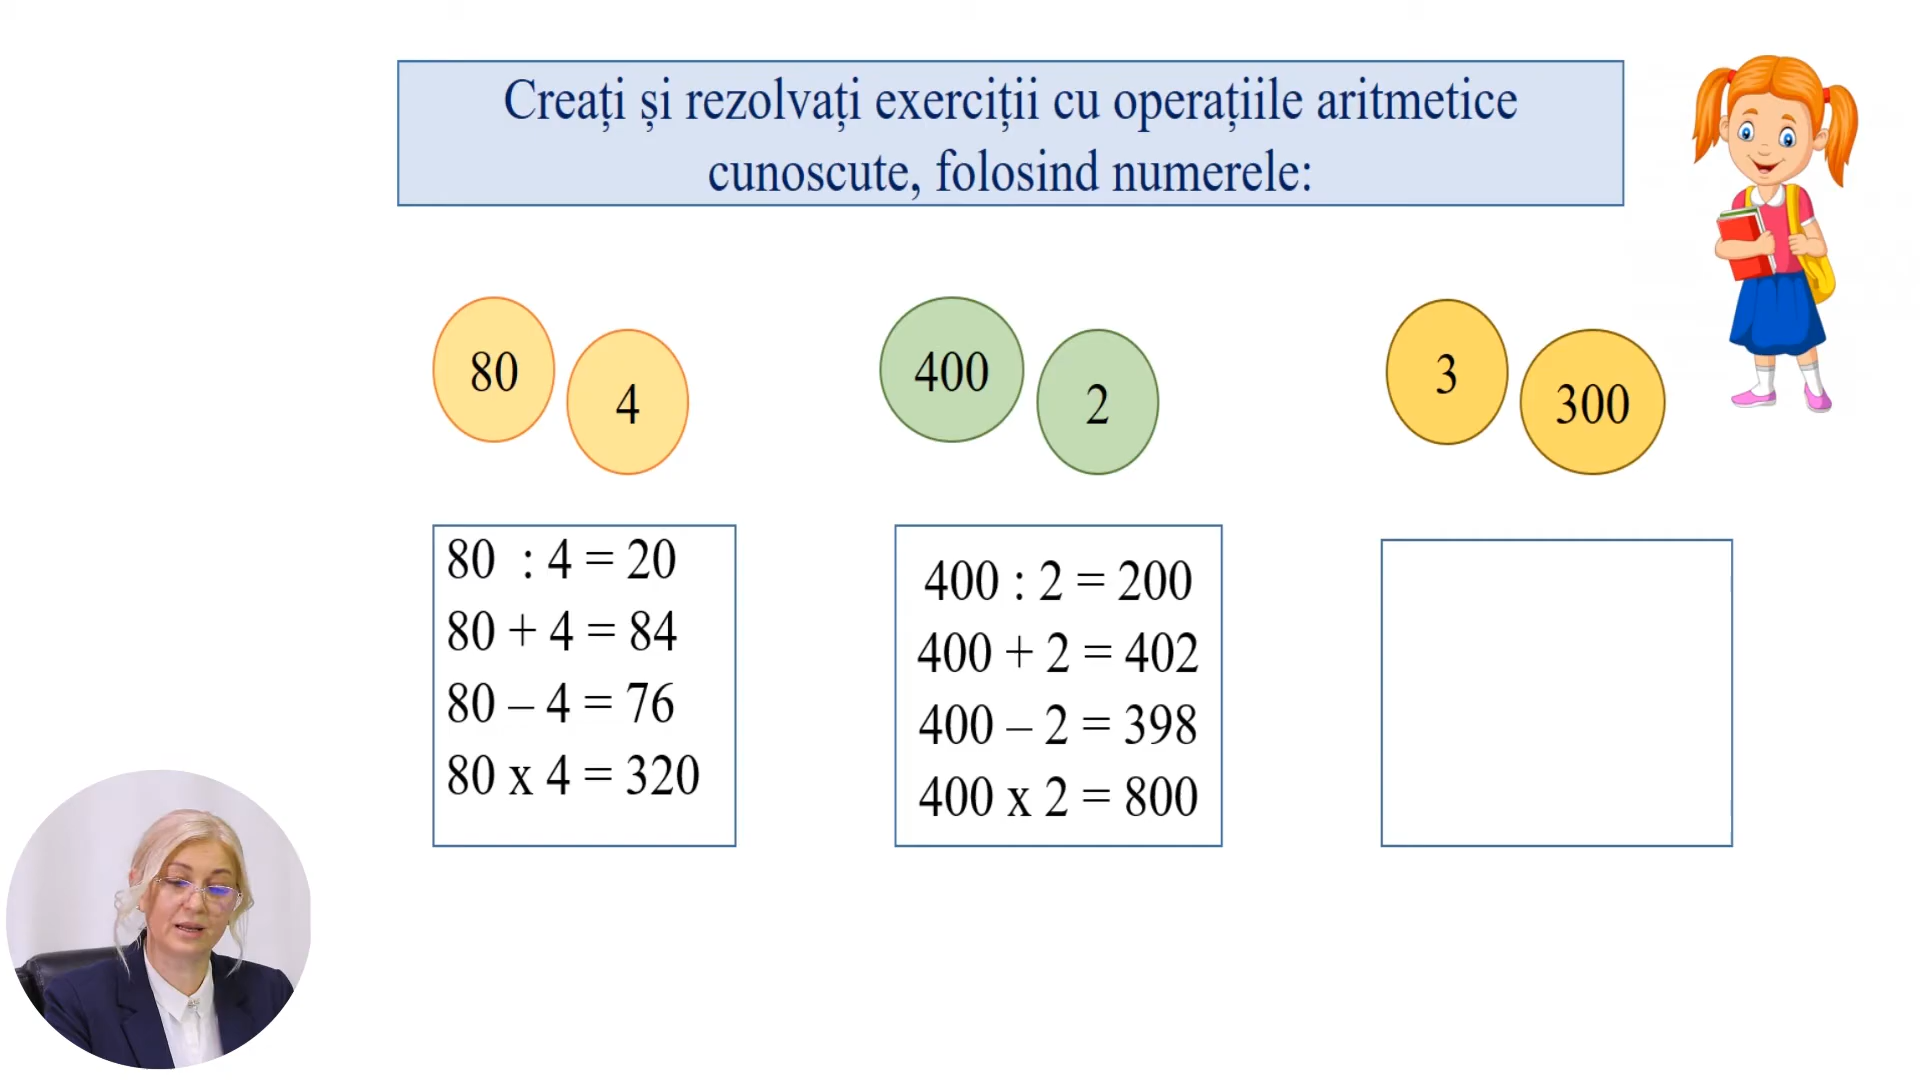 Creați și rezolvați exerciții cu operațiile aritmetice
cunoscute, folosind numerele:
80
4
400
2
3
300
80 : 4 = 20
80 + 4 = 84
80 – 4 = 76
80 x 4 = 320
400 : 2 = 200
400 + 2 = 402
400 – 2 = 398
400 x 2 = 800